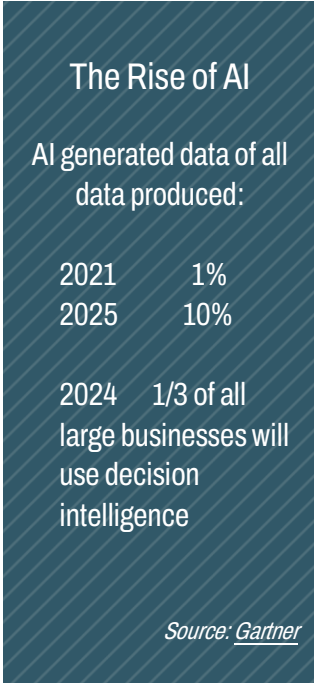 The Rise of AI
AI generated data of all
data produced:
2021 1%
2025 10%
2024 1/3 of all
large businesses will
use decision
intelligence
Source: Gartner